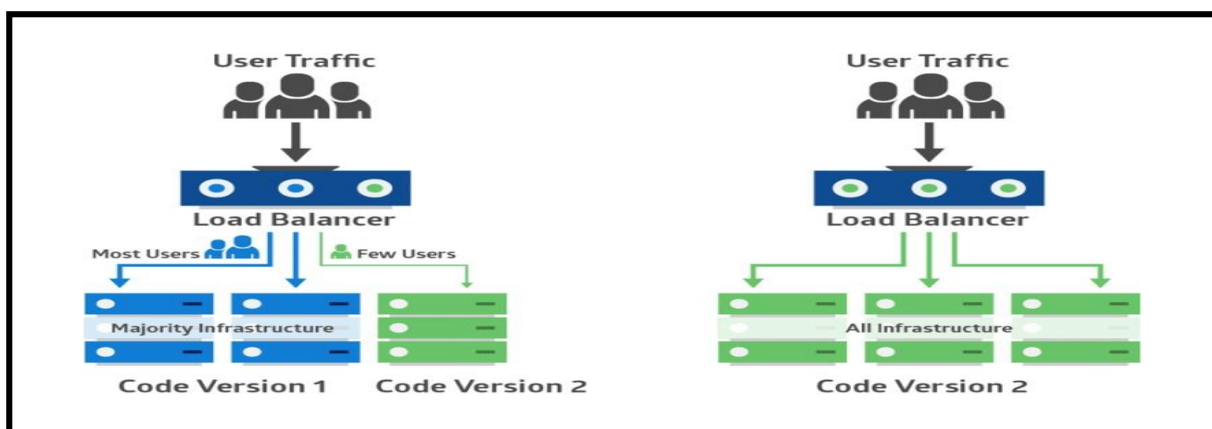 User Traffic
Load Balancer
Most Users
Few Users
Majority Infrastructure
Code Version 1
Code Version 2
User Traffic
Load Balancer
All Infrastructure
Code Version 2